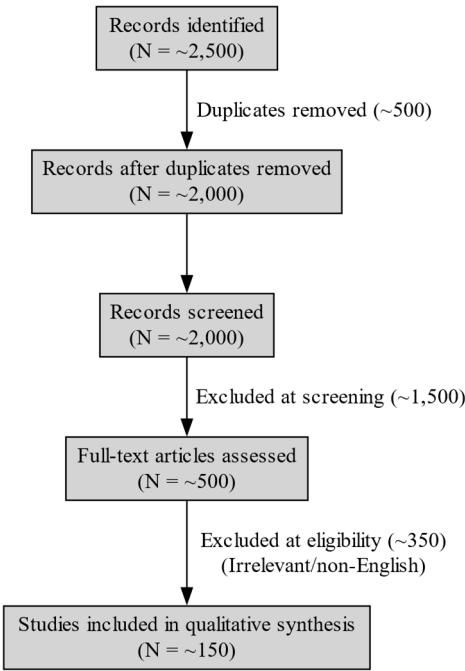 Records identified
(N = ~2,500)
Duplicates removed (~500)
Records after duplicates removed
(N = ~2,000)
Records screened
(N = ~2,000)
Excluded at screening (~1,500)
Full-text articles assessed
(N = ~500)
Excluded at eligibility (~350)
(Irrelevant/non-English)
Studies included in qualitative synthesis
(N = ~150)